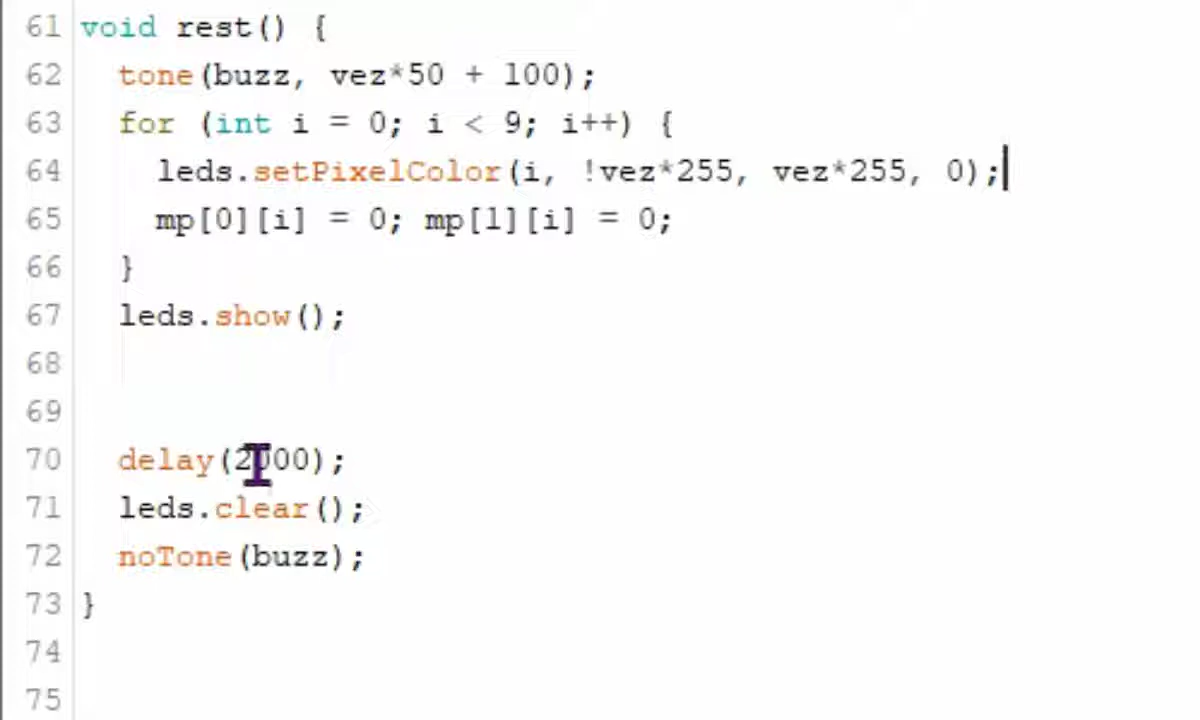 61 void rest() {
62 tone(buzz, vez*50 + 100);
63 for (int i = 0; i < 9; i++) {
64 leds.setPixelColor(i, !vez*255, vez*255, 0);
65 mp[0][i] = 0; mp[1][i] = 0;
66 }
67 leds.show();
68
69
70 delay(2000);
71 leds.clear();
72 noTone(buzz);
73 }
74
75